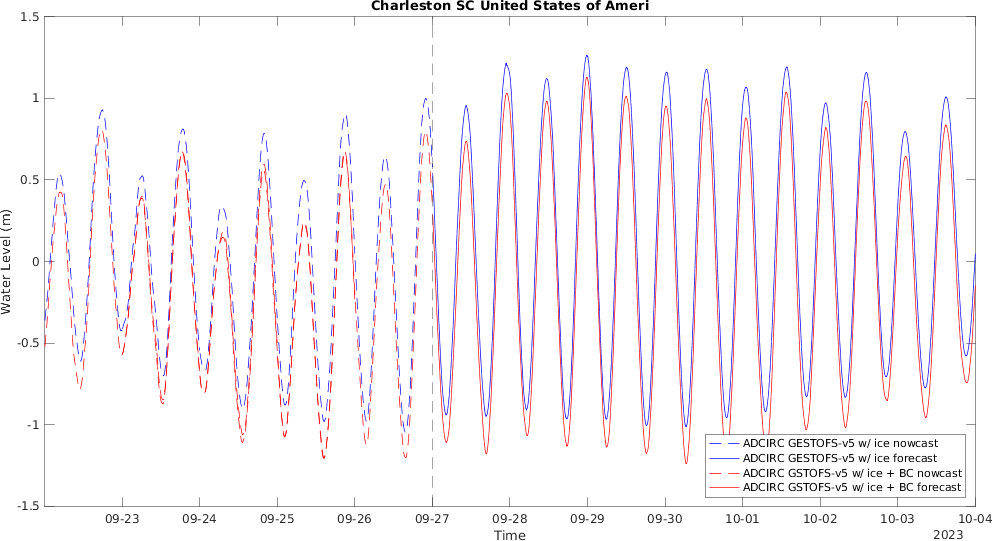 Charleston SC United States of Ameri
1.5
1
0.5
0
-0.5
-1
-1.5
Water Level (m)
ADCIRC GESTOFS-v5 w/ ice nowcast
ADCIRC GESTOFS-v5 w/ ice forecast
ADCIRC GSTOFS-v5 w/ ice + BC nowcast
ADCIRC GSTOFS-v5 w/ ice + BC forecast
09-23 09-24 09-25 09-26 09-27 09-28 09-29 09-30 10-01 10-02 10-03 10-04
Time 2023